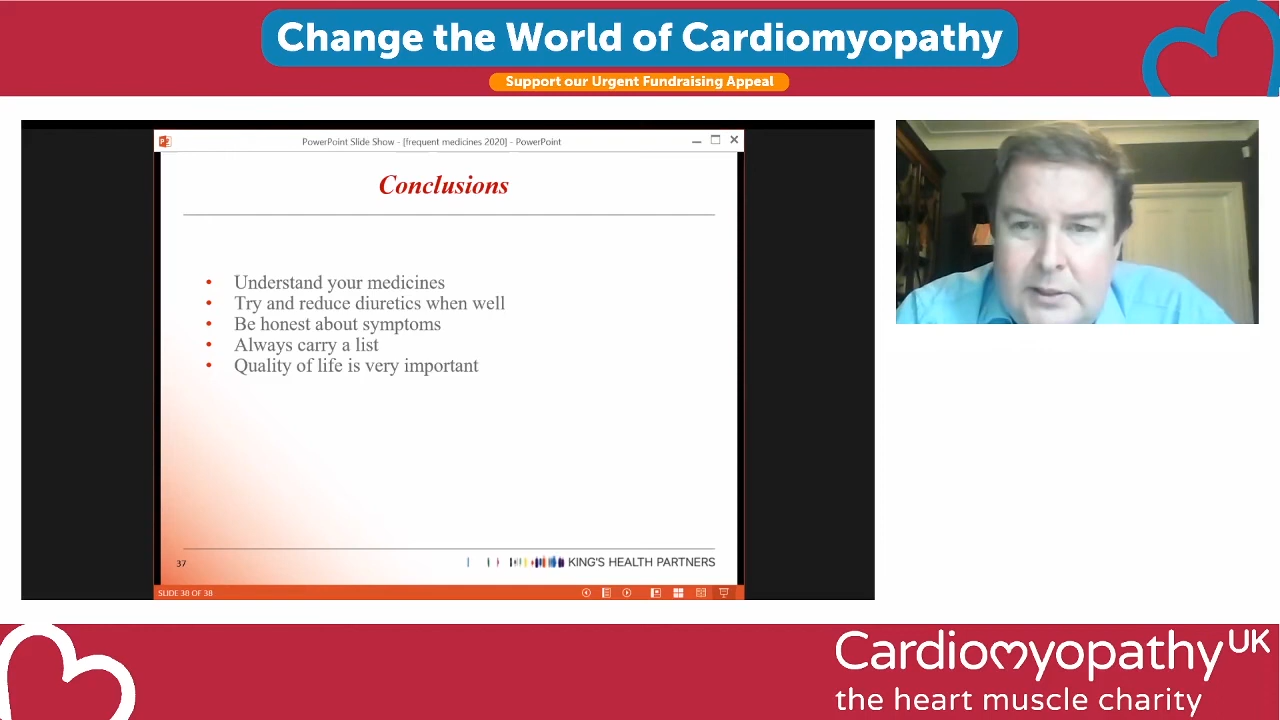 Change the World of Cardiomyopathy
Support our Urgent Fundraising Appeal
PowerPoint Slide Show - [frequent medicines 2020] - PowerPoint
Conclusions
• Understand your medicines
• Try and reduce diuretics when well
• Be honest about symptoms
• Always carry a list
• Quality of life is very important
37
KING'S HEALTH PARTNERS
SLIDE 38 OF 38
Cardiomyopathy UK
the heart muscle charity